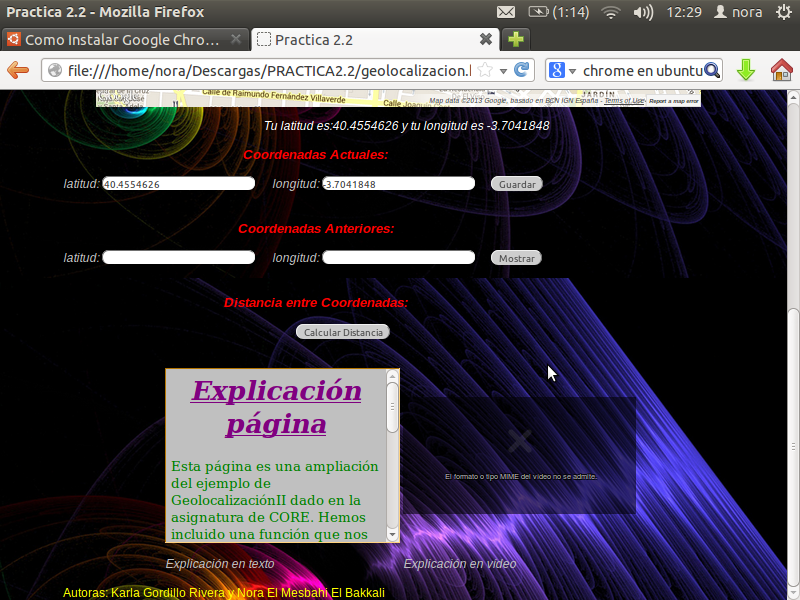 Practica 2.2 - Mozilla Firefox
(1:14)
12:29
nora
Como Instalar Google Chro...
Practica 2.2
file:///home/nora/Descargas/PRACTICA2.2/geolocalizacion.h
chrome en ubuntu
Calle de Raimundo Fernández Villaverde
Calle Joaquín
JARDÍN
Map data ©2013 Google, basado en BCN IGN España - Terms of Use - Report a map error
Tu latitud es:40.4554626 y tu longitud es -3.7041848
Coordenadas Actuales:
latitud: 40.4554626 longitud: -3.7041848 Guardar
Coordenadas Anteriores:
latitud: longitud: Mostrar
Distancia entre Coordenadas:
Calcular Distancia
Explicación
página
Esta página es una ampliación
del ejemplo de
GeolocalizaciónII dado en la
asignatura de CORE. Hemos
incluido una función que nos
El formato o tipo MIME del vídeo no se admite.
Explicación en texto
Explicación en video
Autoras: Karla Gordillo Rivera y Nora El Mesbahi El Bakkali